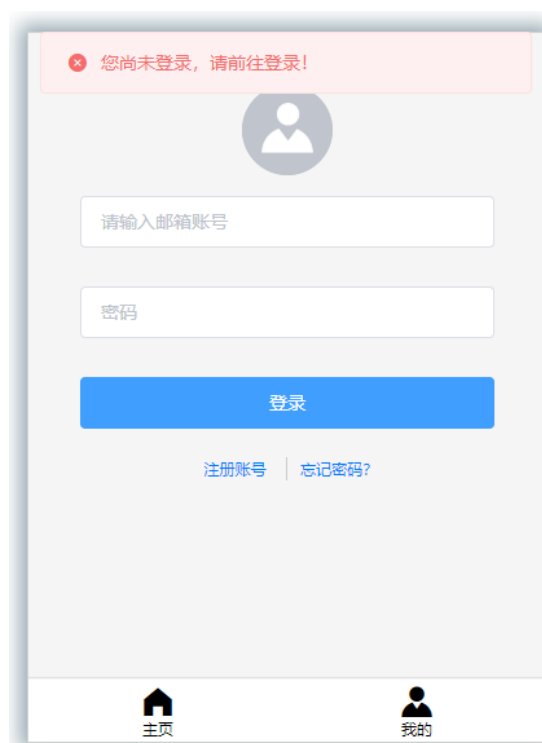 您尚未登录，请前往登录！
请输入邮箱账号
密码
登录
注册账号
忘记密码?
主页
我的